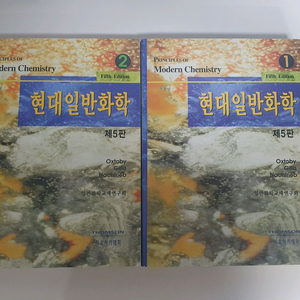 PRINCIPLES OF
Modern Chemistry
2
Fifth Edition
현대일반화학
제5판
Oxtoby
Gillis
Nachtrieb
PRINCIPLES OF
Modern Chemistry
1
Fifth Edition
현대일반화학
제5판
Oxtoby
Gillis
Nachtrieb